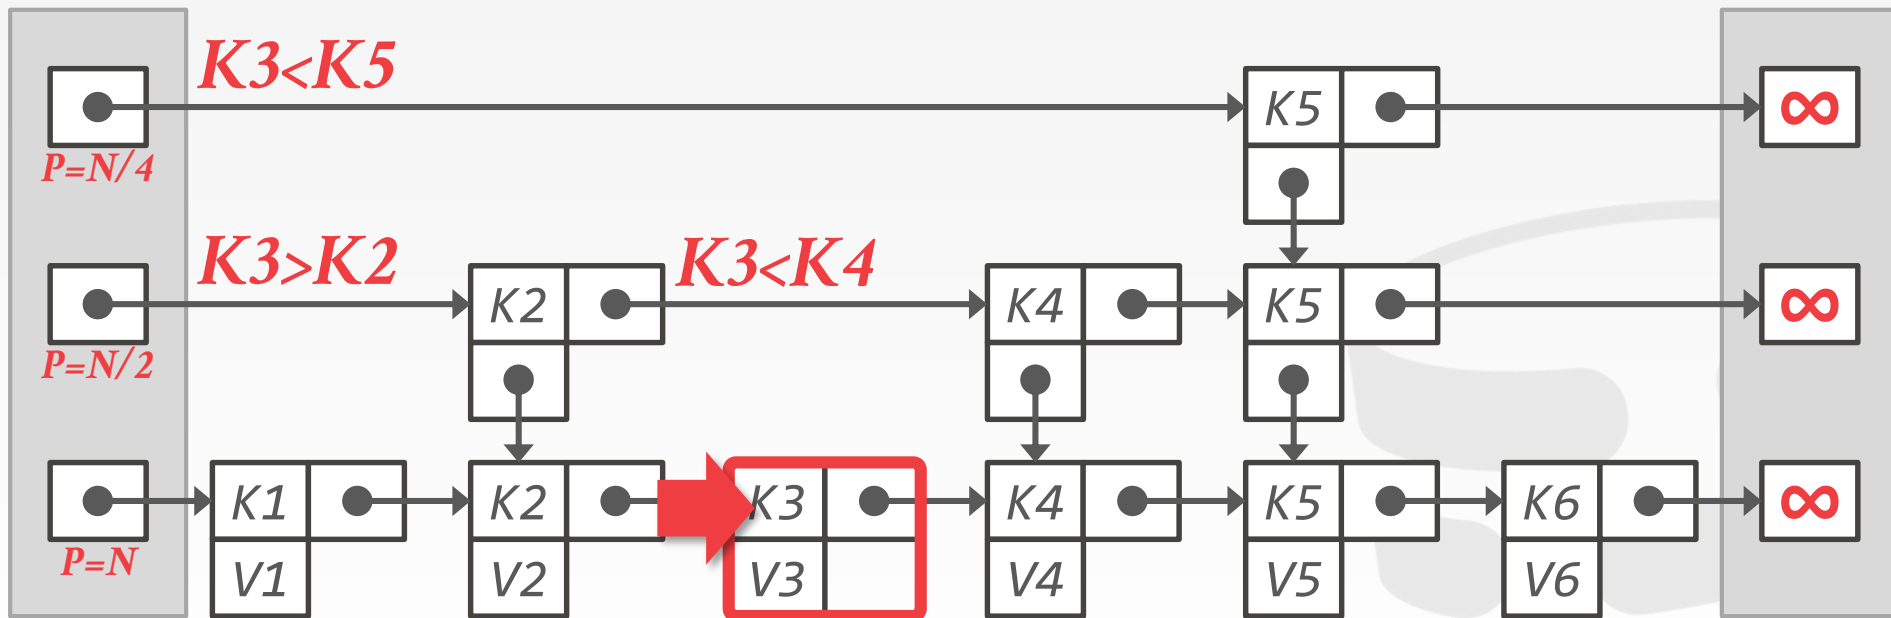 K3<K5
K5 ∞
P=N/4
K3>K2 K3<K4
K2 K4 K5 ∞
P=N/2
K1 K2 K3 K4 K5 K6 ∞
P=N
V1 V2 V3 V4 V5 V6